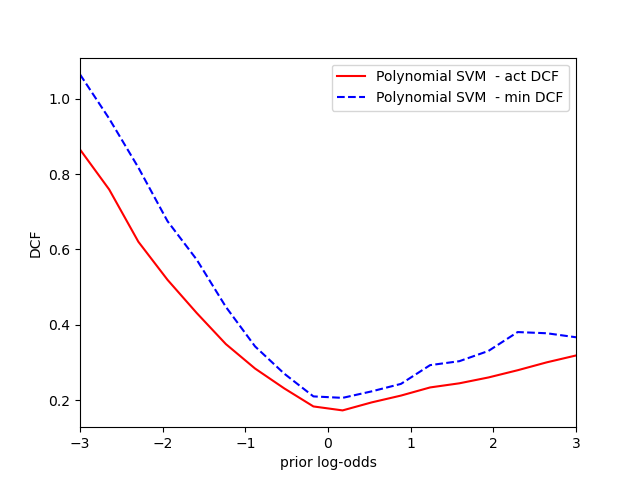 Polynomial SVM - act DCF
Polynomial SVM - min DCF
1.0
0.8
0.6
0.4
0.2
DCF
−3 −2 −1 0 1 2 3
prior log-odds